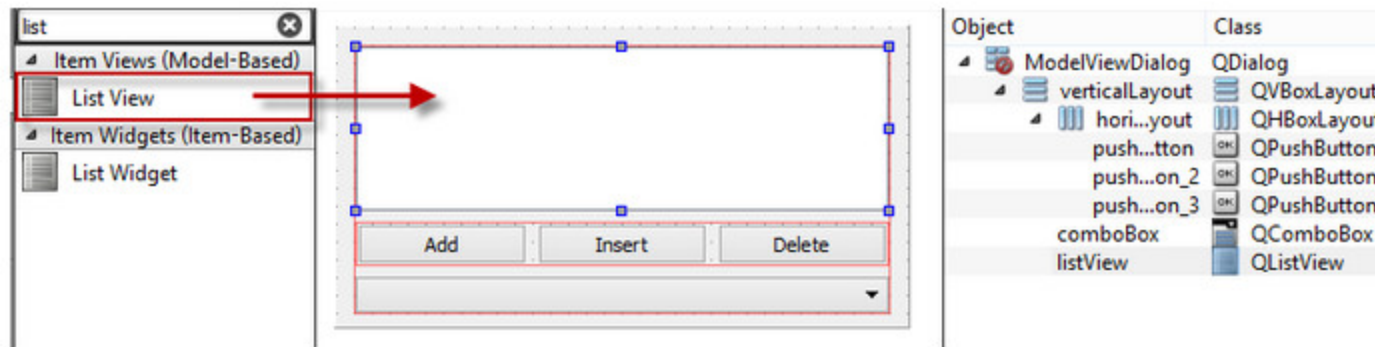 list
Item Views (Model-Based)
List View
Item Widgets (Item-Based)
List Widget
Add
Insert
Delete
Object Class
ModelViewDialog QDialog
verticalLayout QVBoxLayout
hori...yout QHBoxLayout
push...tton QPushButton
push...on_2 QPushButton
push...on_3 QPushButton
comboBox QComboBox
listView QListView